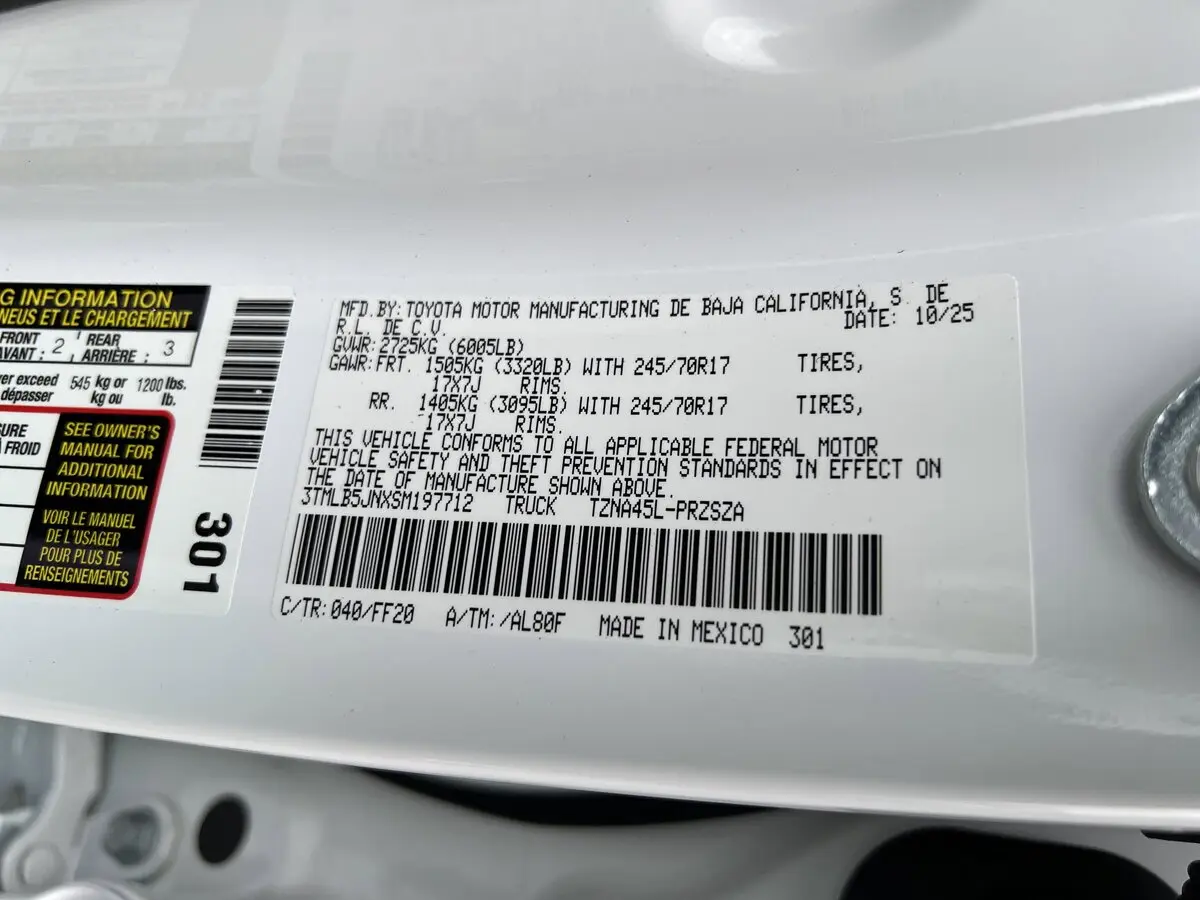 G INFORMATION
NEUS ET LE CHARGEMENT
FRONT AVANT : 2 REAR ARRIÈRE : 3
er exceed 545 kg or 1200 lbs.
dépasser kg ou lb.
URE
FROID
SEE OWNER'S
MANUAL FOR
ADDITIONAL
INFORMATION
VOIR LE MANUEL
DE L'USAGER
POUR PLUS DE
RENSEIGNEMENTS
301
MFD.BY: TOYOTA MOTOR MANUFACTURING DE BAJA CALIFORNIA, S. DE
R.L. DE C.V. DATE: 10/25
GVWR: 2725KG (6005LB)
GAWR: FRT. 1505KG (3320LB) WITH 245/70R17 TIRES,
17X7J RIMS.
RR. 1405KG (3095LB) WITH 245/70R17 TIRES,
17X7J RIMS.
THIS VEHICLE CONFORMS TO ALL APPLICABLE FEDERAL MOTOR
VEHICLE SAFETY AND THEFT PREVENTION STANDARDS IN EFFECT ON
THE DATE OF MANUFACTURE SHOWN ABOVE.
3TMLB5JNXSM197712 TRUCK TZNA45L-PRZSZA
C/TR: 040/FF20 A/TM: /AL80F MADE IN MEXICO 301